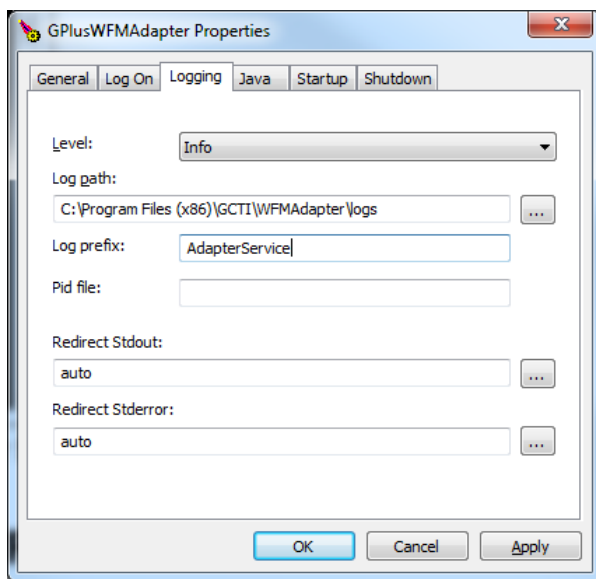 GPlusWFMAdapter Properties
General Log On Logging Java Startup Shutdown
Level: Info
Log path:
C:\Program Files (x86)\GCTI\WFMAdapter\logs ...
Log prefix: AdapterService
Pid file:
Redirect Stdout:
auto ...
Redirect Stderror:
auto ...
OK Cancel Apply